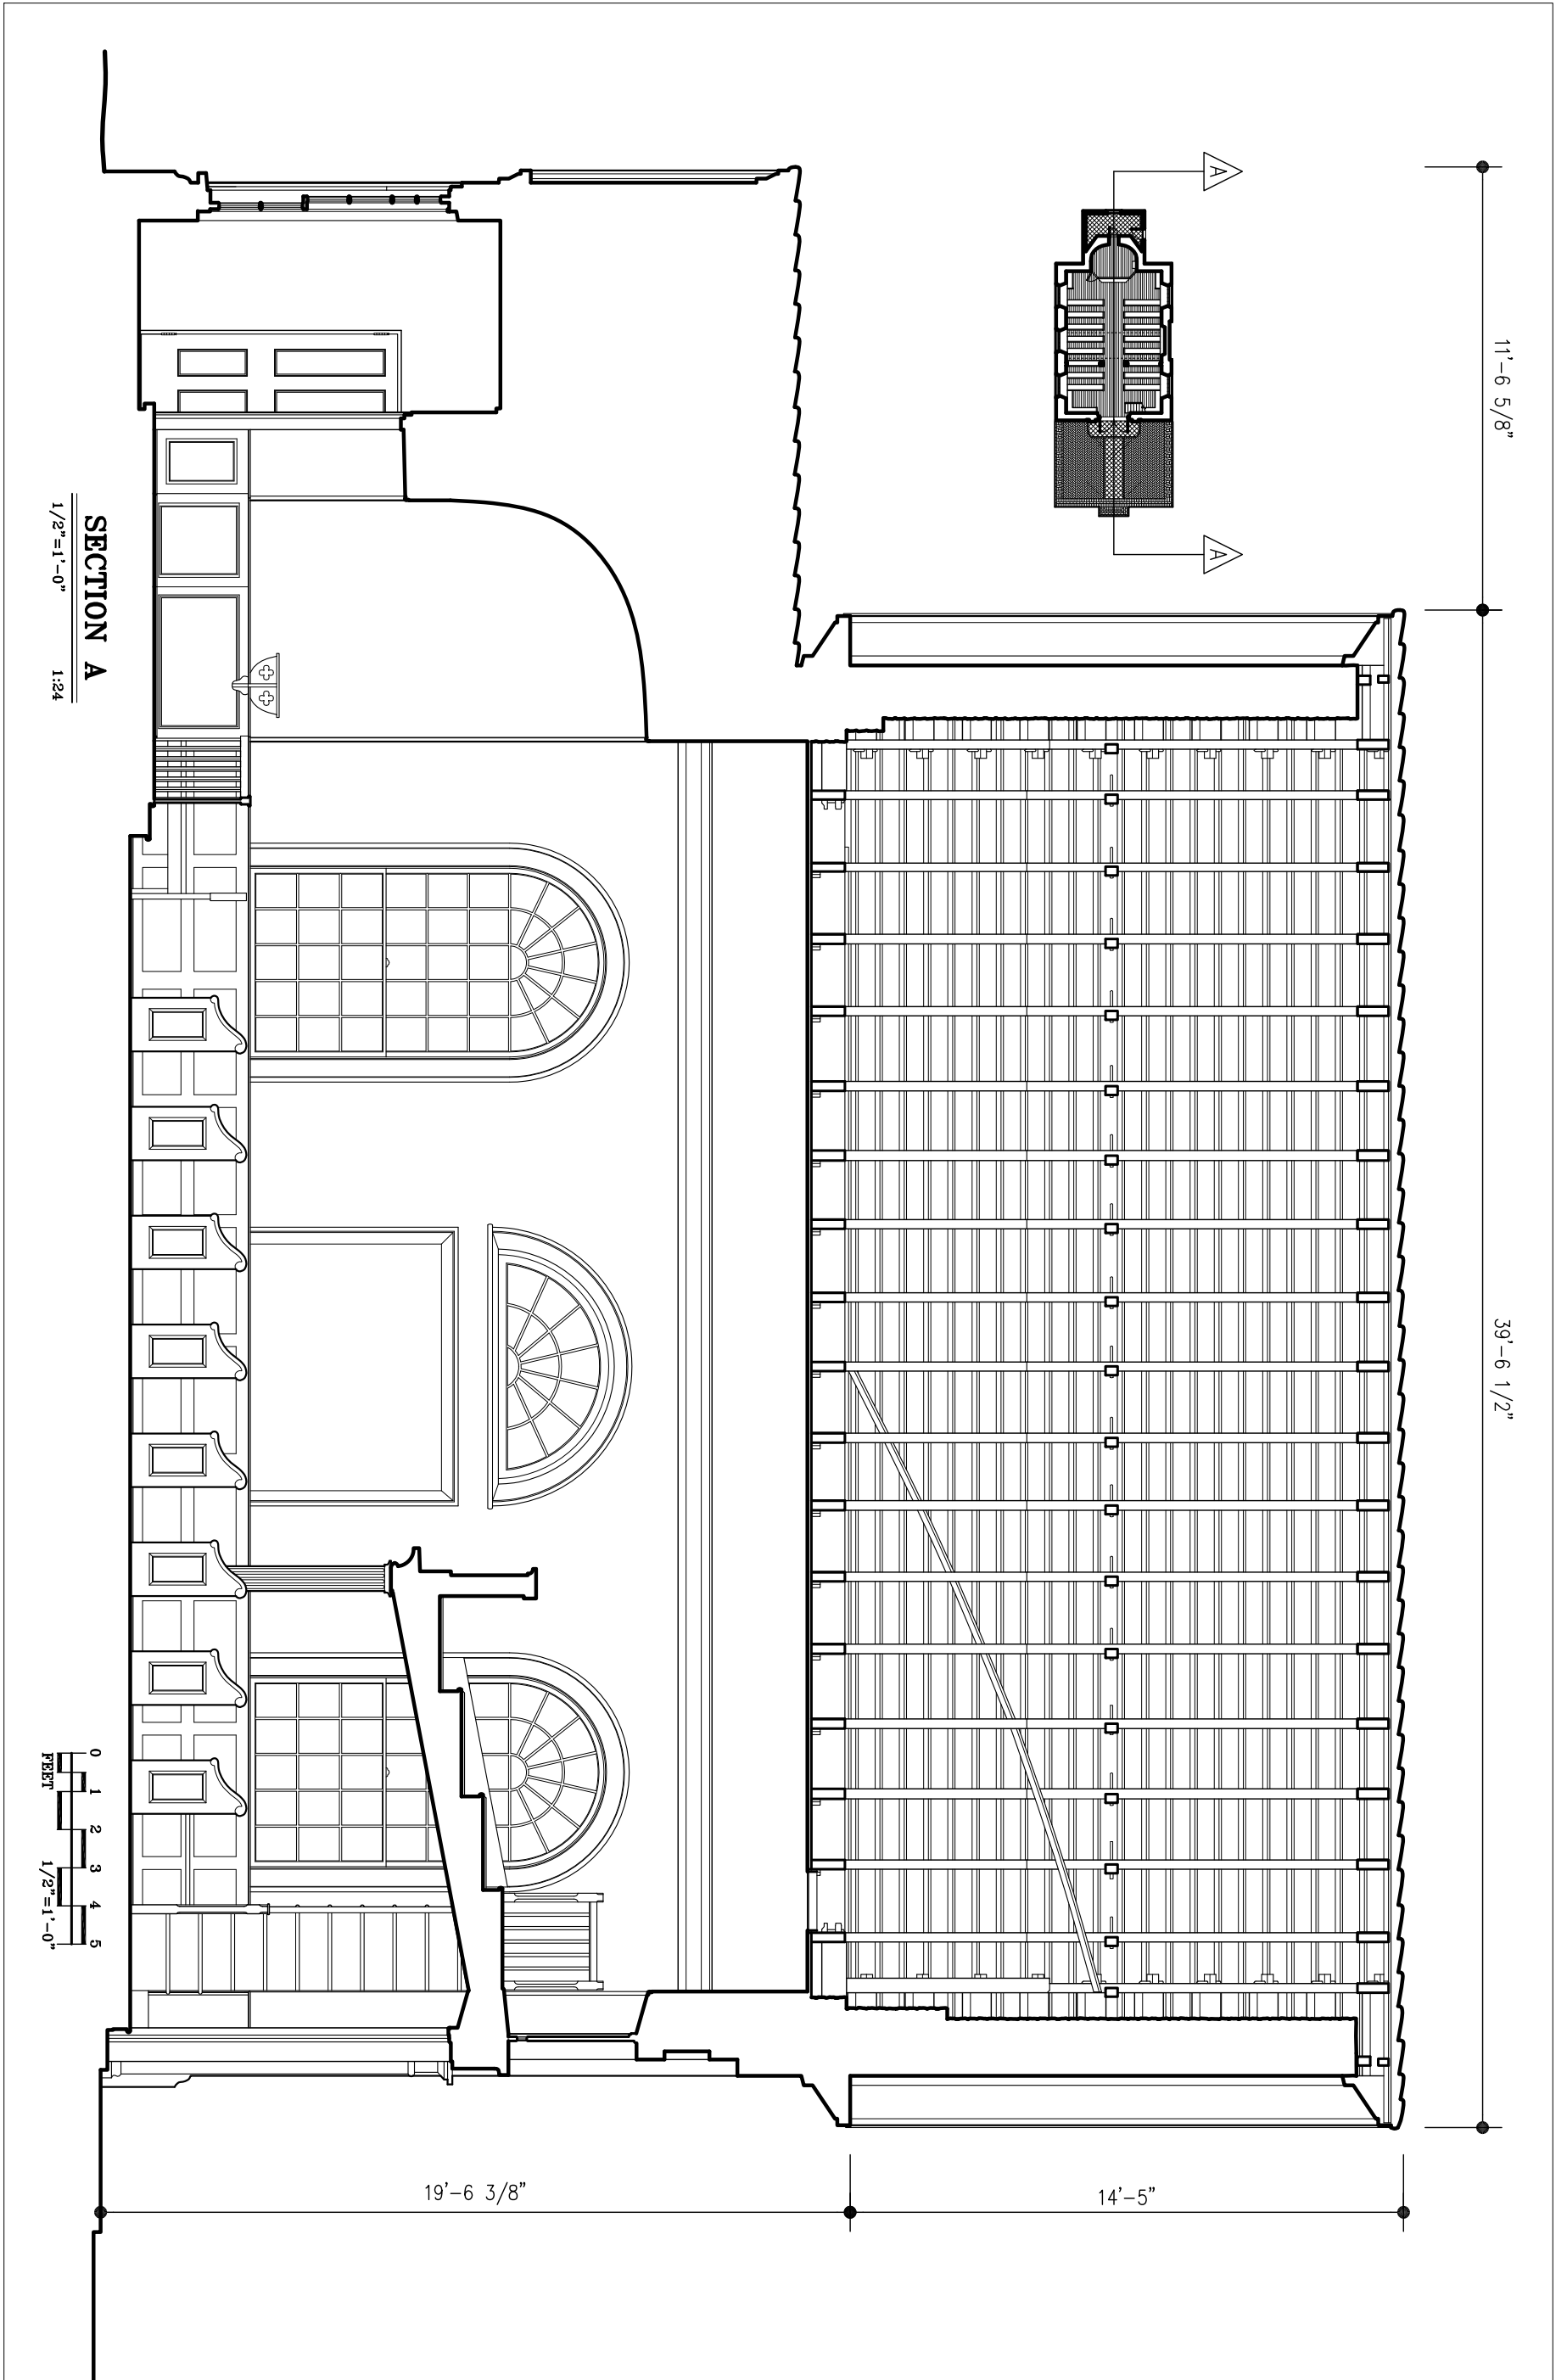 11'-6 5/8"
39'-6 1/2"
A
A
14'-5"
19'-6 3/8"
SECTION A
1/2"=1'-0" 1:24
0 1 2 3 4 5
FEET 1/2"=1'-0"